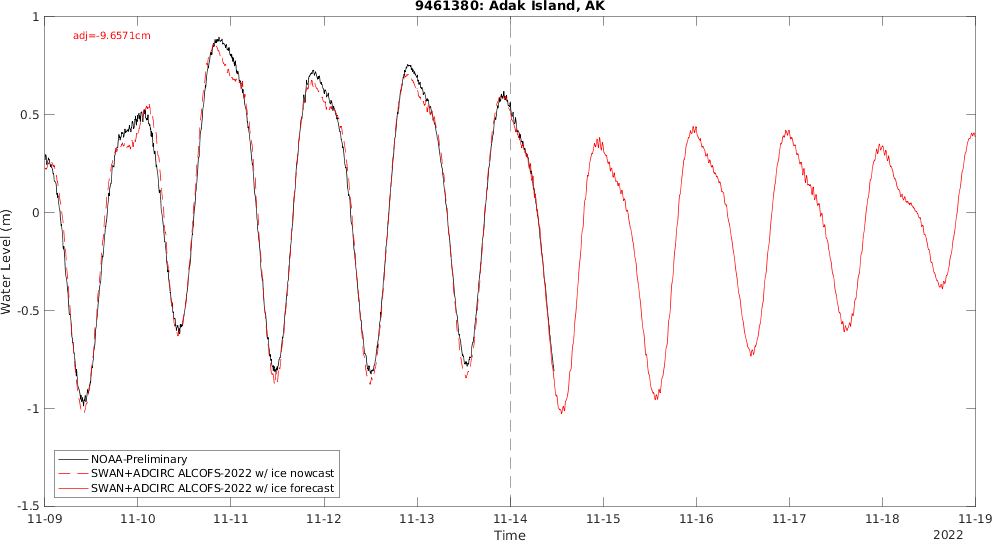 9461380: Adak Island, AK
adj=-9.6571cm
1
0.5
0
-0.5
-1
-1.5
Water Level (m)
NOAA-Preliminary
SWAN+ADCIRC ALCOFS-2022 w/ ice nowcast
SWAN+ADCIRC ALCOFS-2022 w/ ice forecast
11-09 11-10 11-11 11-12 11-13 11-14 11-15 11-16 11-17 11-18 11-19
Time
2022